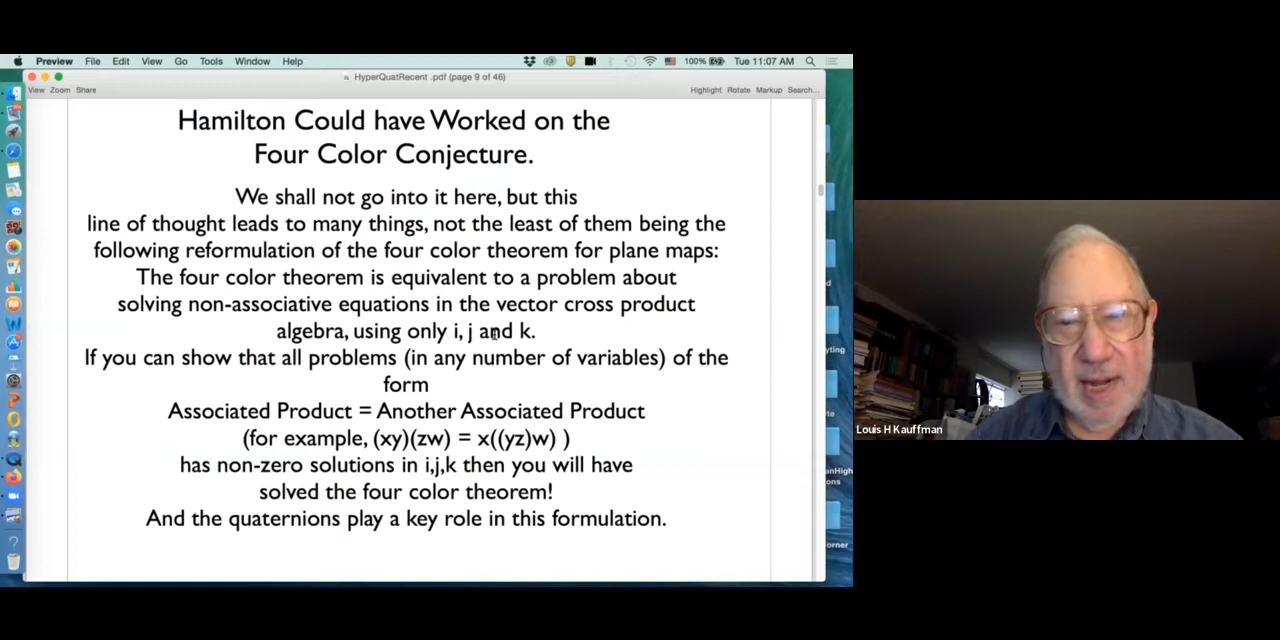 Preview File Edit View Go Tools Window Help 100% Tue 11:07 AM
HyperQuatRecent .pdf (page 9 of 46)
View Zoom Share Highlight Rotate Markup Search...
Hamilton Could have Worked on the
Four Color Conjecture.
We shall not go into it here, but this
line of thought leads to many things, not the least of them being the
following reformulation of the four color theorem for plane maps:
The four color theorem is equivalent to a problem about
solving non-associative equations in the vector cross product
algebra, using only i, j and k.
If you can show that all problems (in any number of variables) of the
form
Associated Product = Another Associated Product
(for example, (xy)(zw) = x((yz)w) )
has non-zero solutions in i,j,k then you will have
solved the four color theorem!
And the quaternions play a key role in this formulation.
Louis H Kauffman